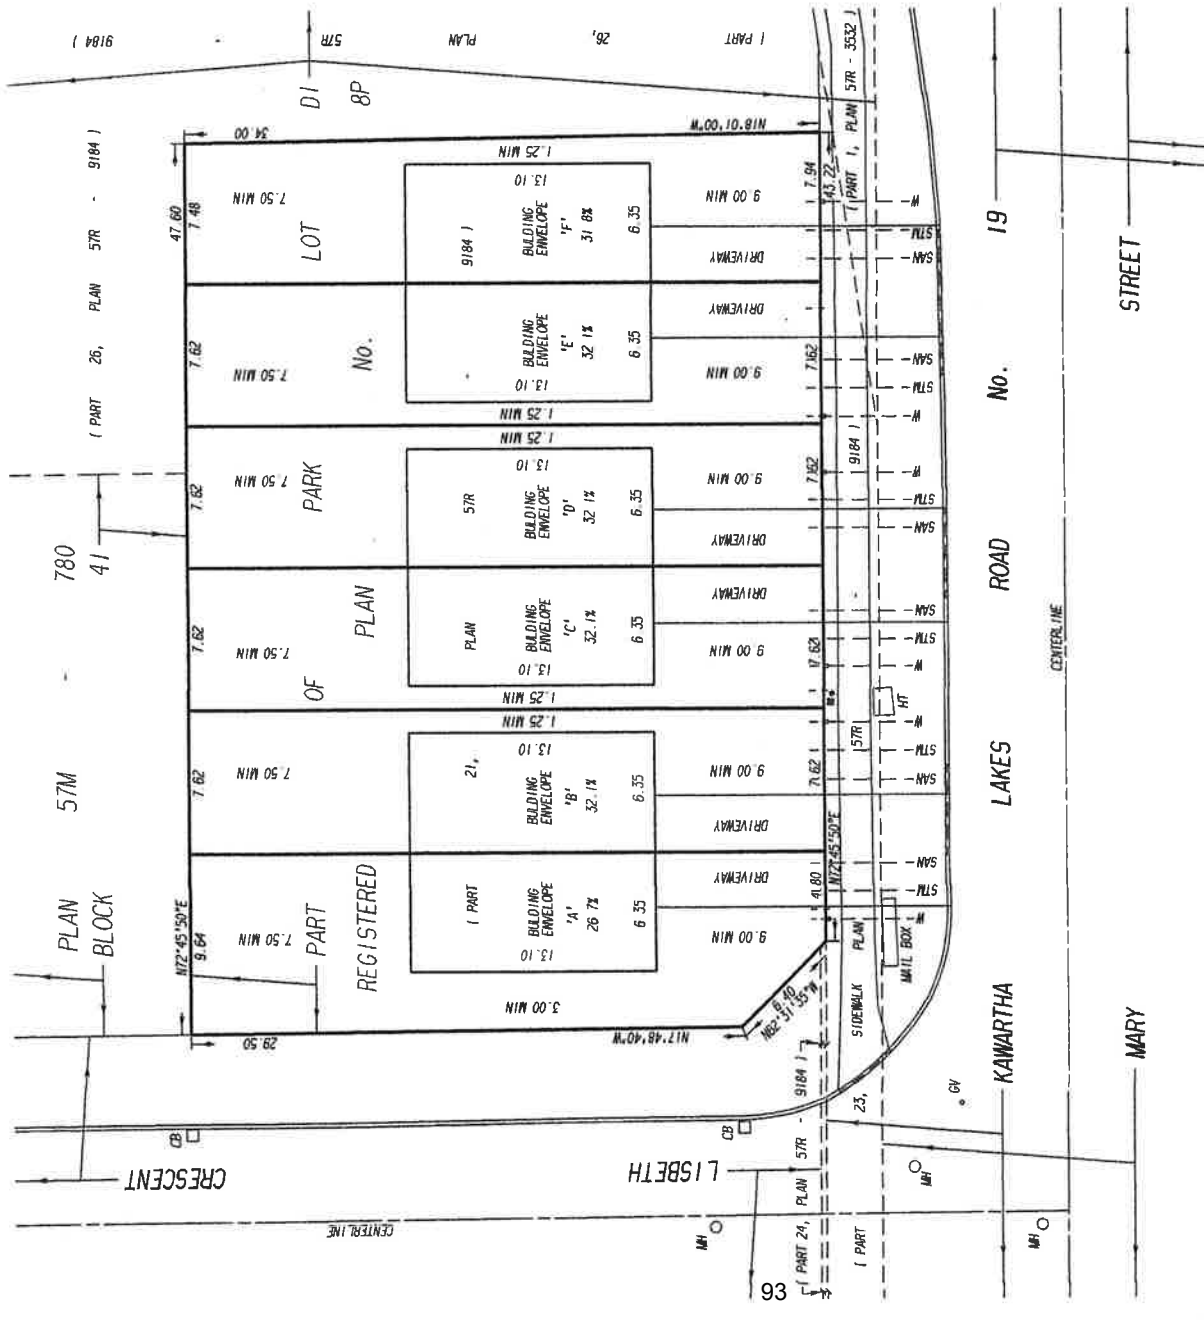 9184 )
57R
PLAN
26,
( PART
DI
8P
34.00
N18°01'00"W
( PART 26, PLAN 57R - 9184 )
47.60
7.48
7.50 MIN
LOT
1.25 MIN
13.10
9184 )
BUILDING
ENVELOPE
'F'
31.8%
6.35
9.00 MIN
DRIVEWAY
7.94
43.22
( PART 1, PLAN 57R - 3532 )
W
STM
SAN
19
STREET
7.62
7.50 MIN
No.
BUILDING
ENVELOPE
'E'
32.1%
13.10
6.35
DRIVEWAY
9.00 MIN
7.62
SAN
STM
W
No.
1.25 MIN
1.25 MIN
780
41
7.62
7.50 MIN
PARK
13.10
57R
BUILDING
ENVELOPE
'D'
32.1%
6.35
9.00 MIN
DRIVEWAY
7.62
9184 )
W
STM
SAN
ROAD
7.62
7.50 MIN
OF
PLAN
PLAN
BUILDING
ENVELOPE
'C'
32.1%
13.10
6.35
DRIVEWAY
9.00 MIN
7.62
SAN
STM
W
HT
CENTERLINE
1.25 MIN
1.25 MIN
57M
7.62
7.50 MIN
13.10
21,
BUILDING
ENVELOPE
'B'
32.1%
6.35
9.00 MIN
DRIVEWAY
7.62
57R
W
STM
SAN
LAKES
PLAN
BLOCK
N72°45'50"E
9.64
7.50 MIN
PART
REGISTERED
( PART
BUILDING
ENVELOPE
'A'
26.7%
13.10
6.35
DRIVEWAY
9.00 MIN
4.80
N72°45'50"E
SAN
STM
W
PLAN
MAIL BOX
3.00 MIN
29.50
N17°48'40"W
6.40
N62°31'35"W
SIDEWALK
KAWARTHA
MARY
CB
CB
GV
CRESCENT
LISBETH
( PART 24, PLAN 57R - 9184 )
( PART 23,
MH
CENTERLINE
MH
MH
93